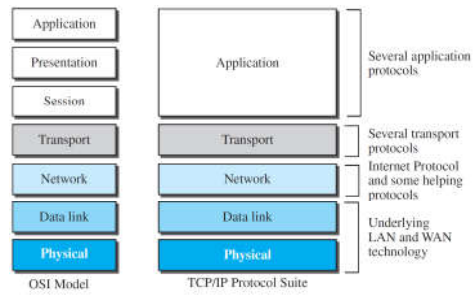 Application
Presentation
Session
Transport
Network
Data link
Physical
OSI Model
Application
Transport
Network
Data link
Physical
TCP/IP Protocol Suite
Several application
protocols
Several transport
protocols
Internet Protocol
and some helping
protocols
Underlying
LAN and WAN
technology